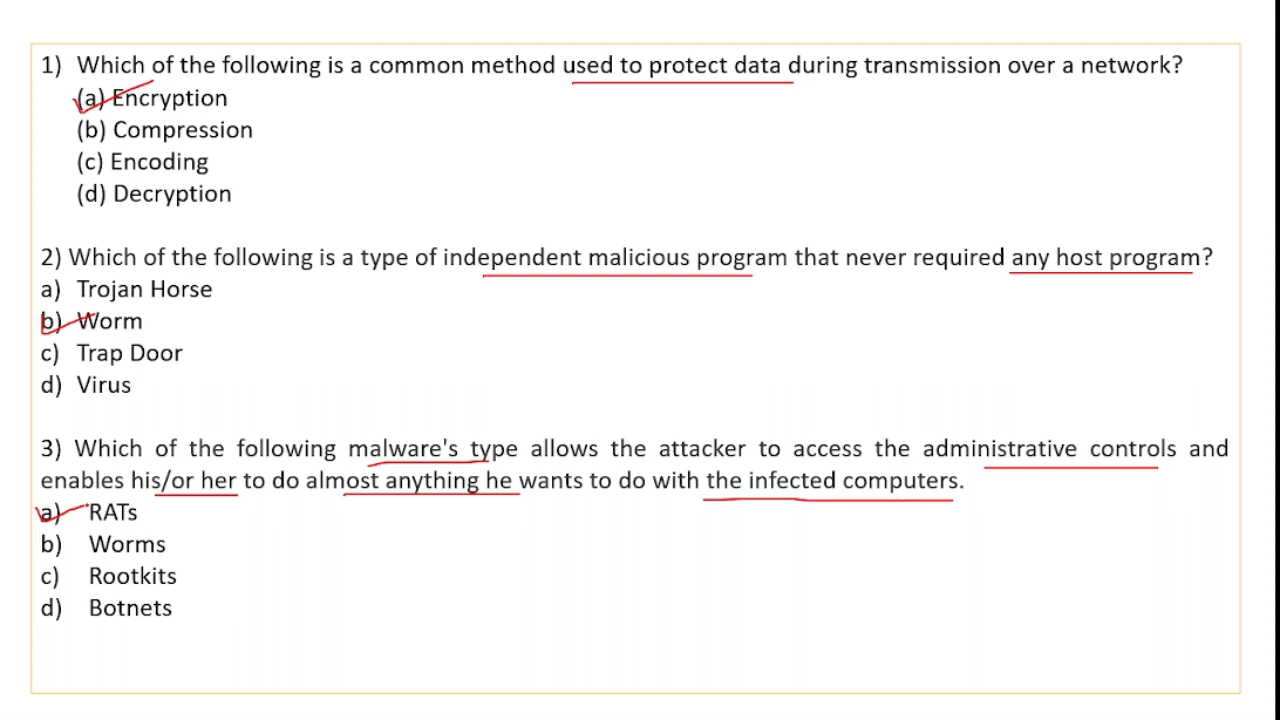 1) Which of the following is a common method used to protect data during transmission over a network?
(a) Encryption
(b) Compression
(c) Encoding
(d) Decryption
2) Which of the following is a type of independent malicious program that never required any host program?
a) Trojan Horse
b) Worm
c) Trap Door
d) Virus
3) Which of the following malware's type allows the attacker to access the administrative controls and
enables his/or her to do almost anything he wants to do with the infected computers.
a) RATs
b) Worms
c) Rootkits
d) Botnets